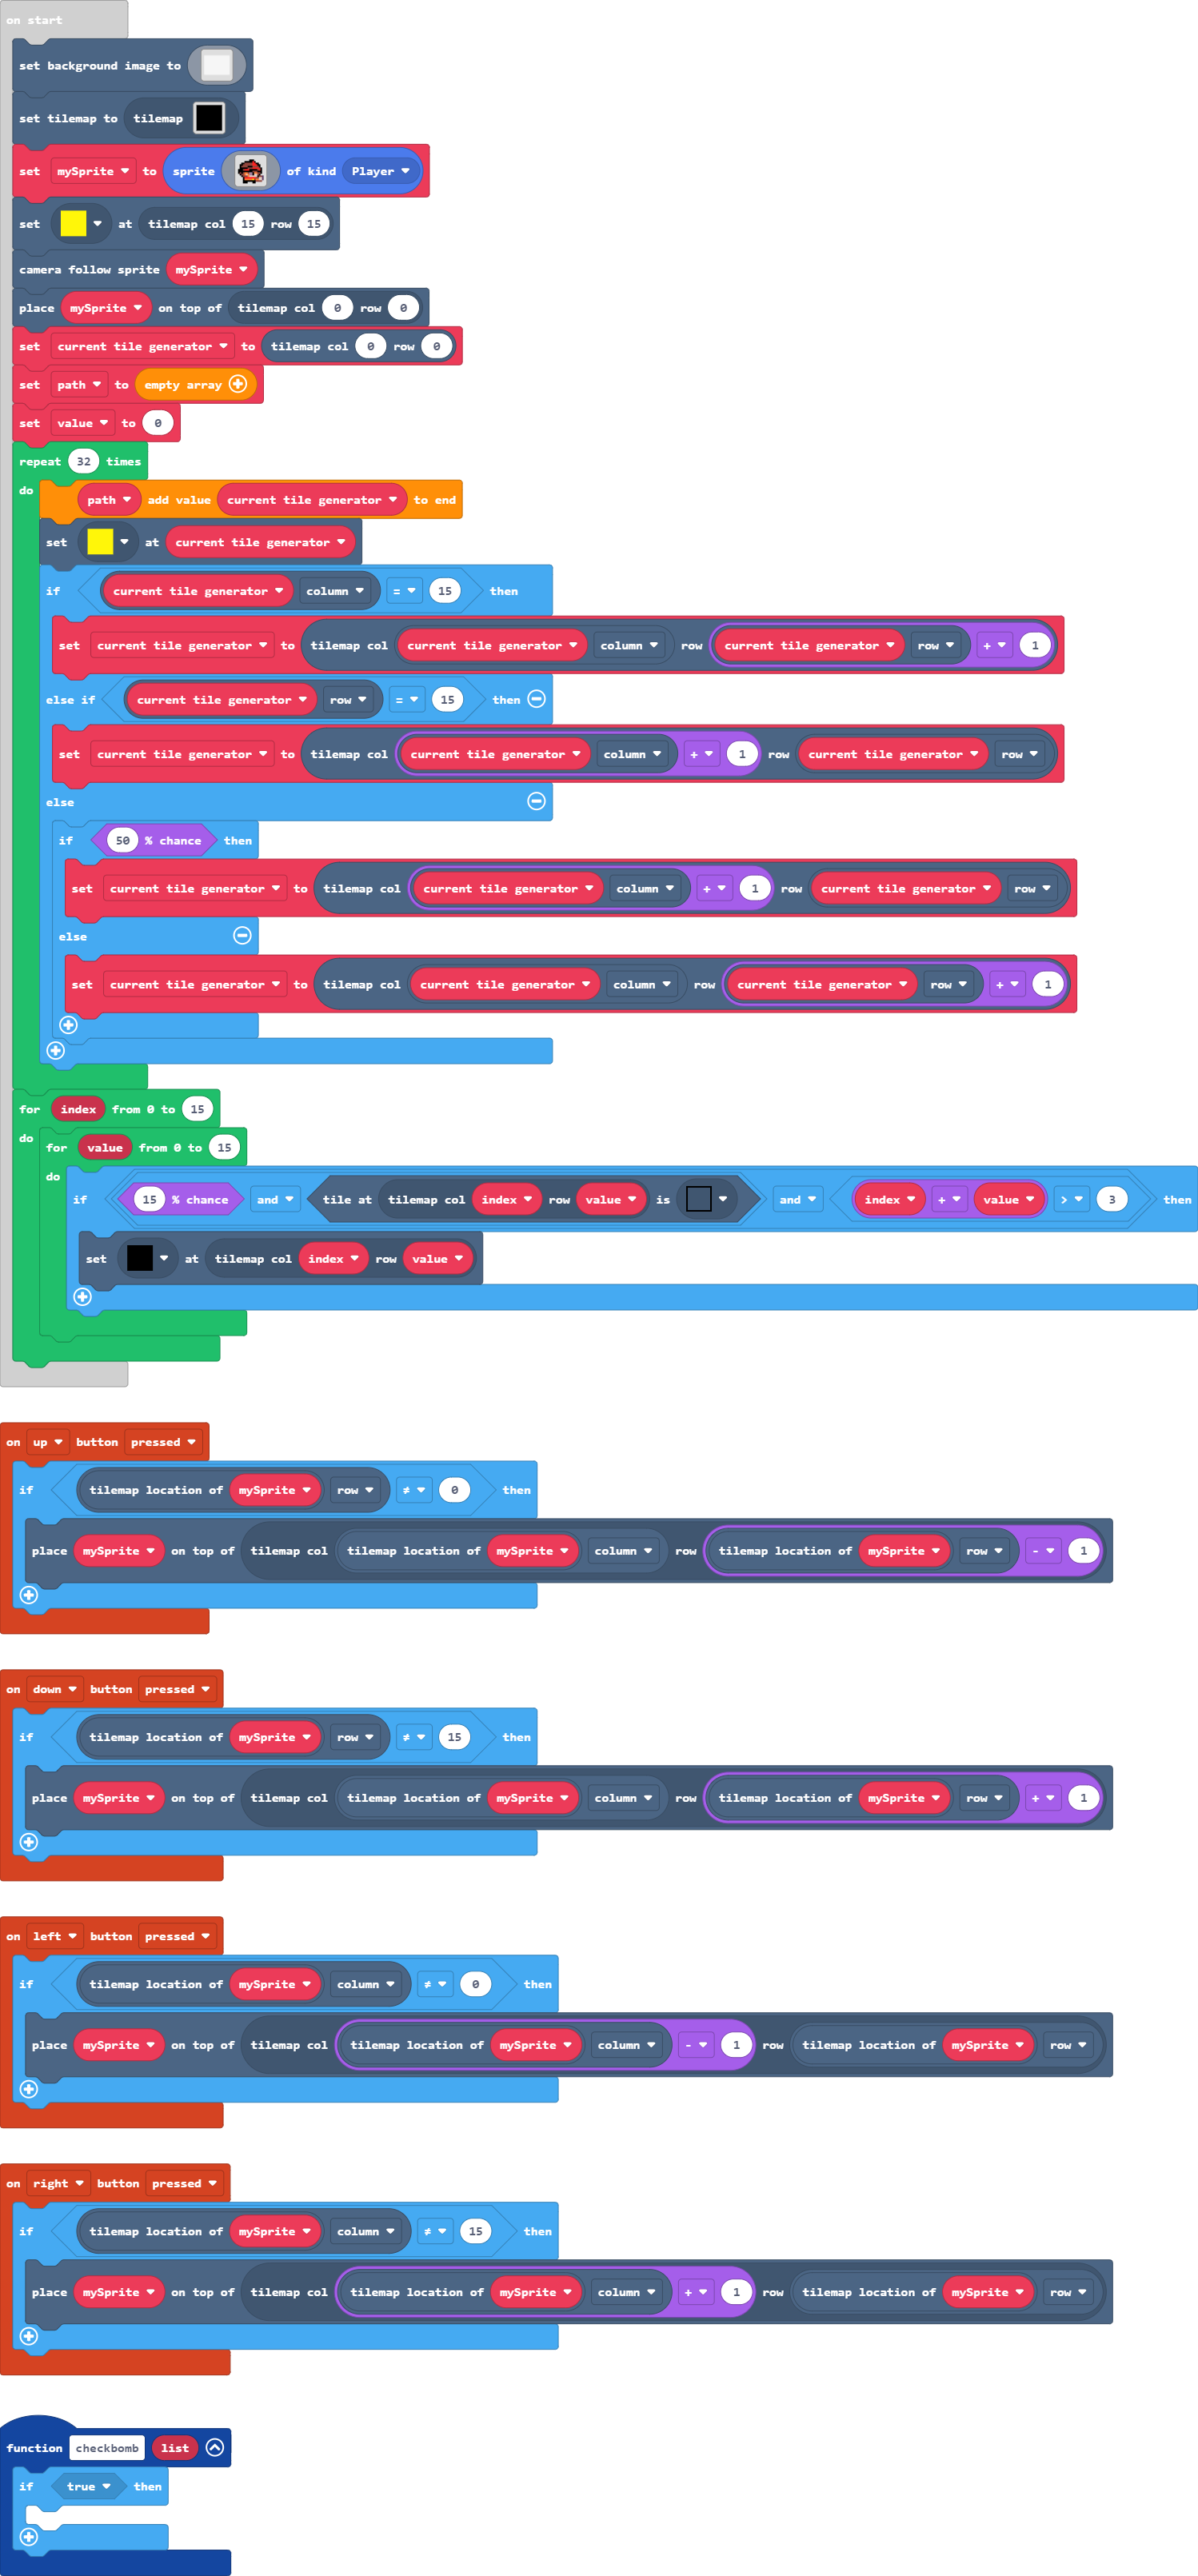 on start
set background image to
set tilemap to tilemap
set mySprite to sprite of kind Player
set at tilemap col 15 row 15
camera follow sprite mySprite
place mySprite on top of tilemap col 0 row 0
set current tile generator to tilemap col 0 row 0
set path to empty array
set value to 0
repeat 32 times
do path add value current tile generator to end
set at current tile generator
if current tile generator column = 15 then
set current tile generator to tilemap col current tile generator column row current tile generator row + 1
else if current tile generator row = 15 then
set current tile generator to tilemap col current tile generator column + 1 row current tile generator row
else
if 50 % chance then
set current tile generator to tilemap col current tile generator column + 1 row current tile generator row
else
set current tile generator to tilemap col current tile generator column row current tile generator row + 1
for index from 0 to 15
do for value from 0 to 15
do if 15 % chance and tile at tilemap col index row value is and index + value > 3 then
set at tilemap col index row value
on up button pressed
if tilemap location of mySprite row ≠ 0 then
place mySprite on top of tilemap col tilemap location of mySprite column row tilemap location of mySprite row - 1
on down button pressed
if tilemap location of mySprite row ≠ 15 then
place mySprite on top of tilemap col tilemap location of mySprite column row tilemap location of mySprite row + 1
on left button pressed
if tilemap location of mySprite column ≠ 0 then
place mySprite on top of tilemap col tilemap location of mySprite column - 1 row tilemap location of mySprite row
on right button pressed
if tilemap location of mySprite column ≠ 15 then
place mySprite on top of tilemap col tilemap location of mySprite column + 1 row tilemap location of mySprite row
function checkbomb list
if true then